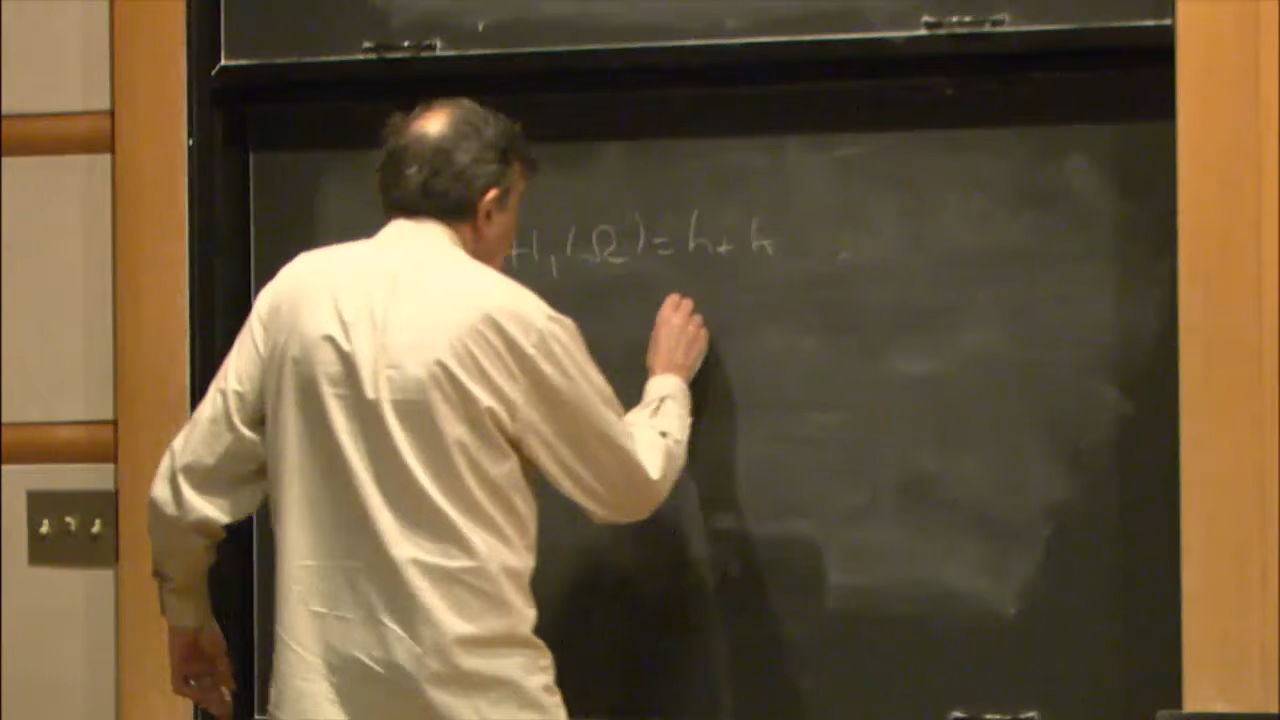 H₁(Ω) = h + k